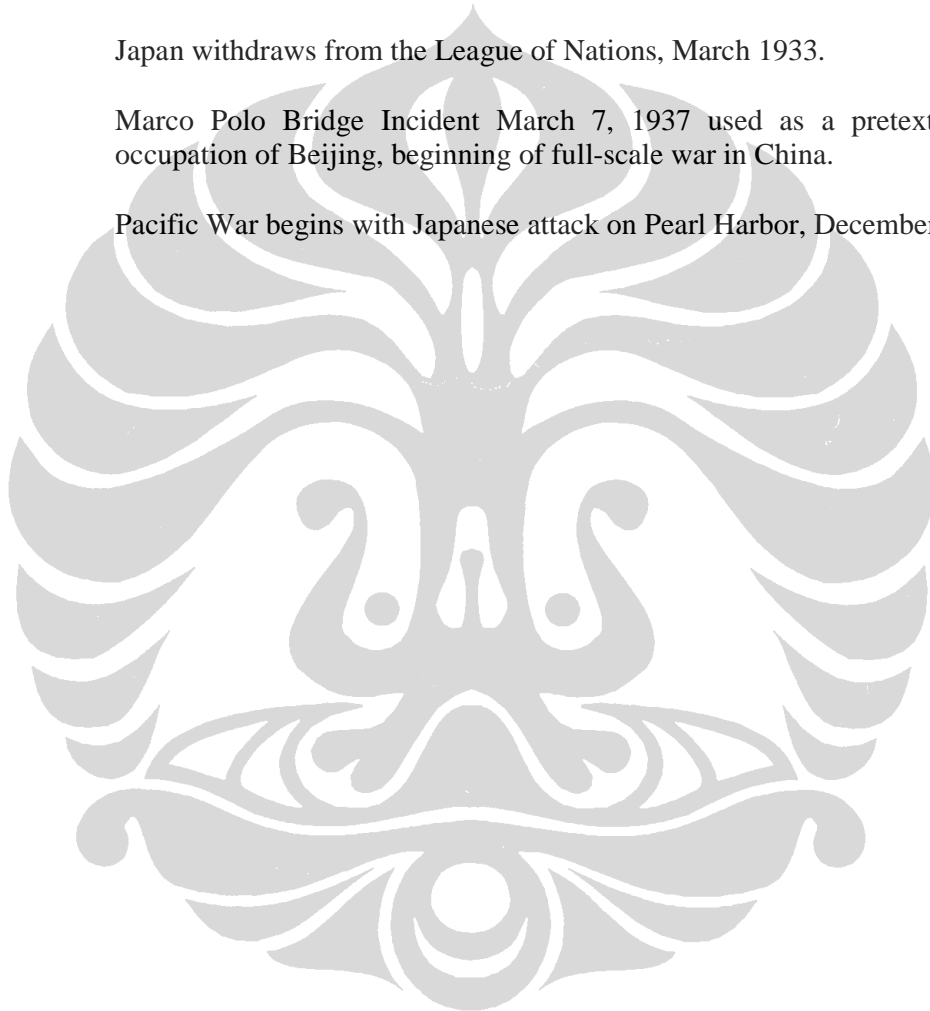 Japan withdraws from the League of Nations, March 1933.
Marco Polo Bridge Incident March 7, 1937 used as a pretext
occupation of Beijing, beginning of full-scale war in China.
Pacific War begins with Japanese attack on Pearl Harbor, December